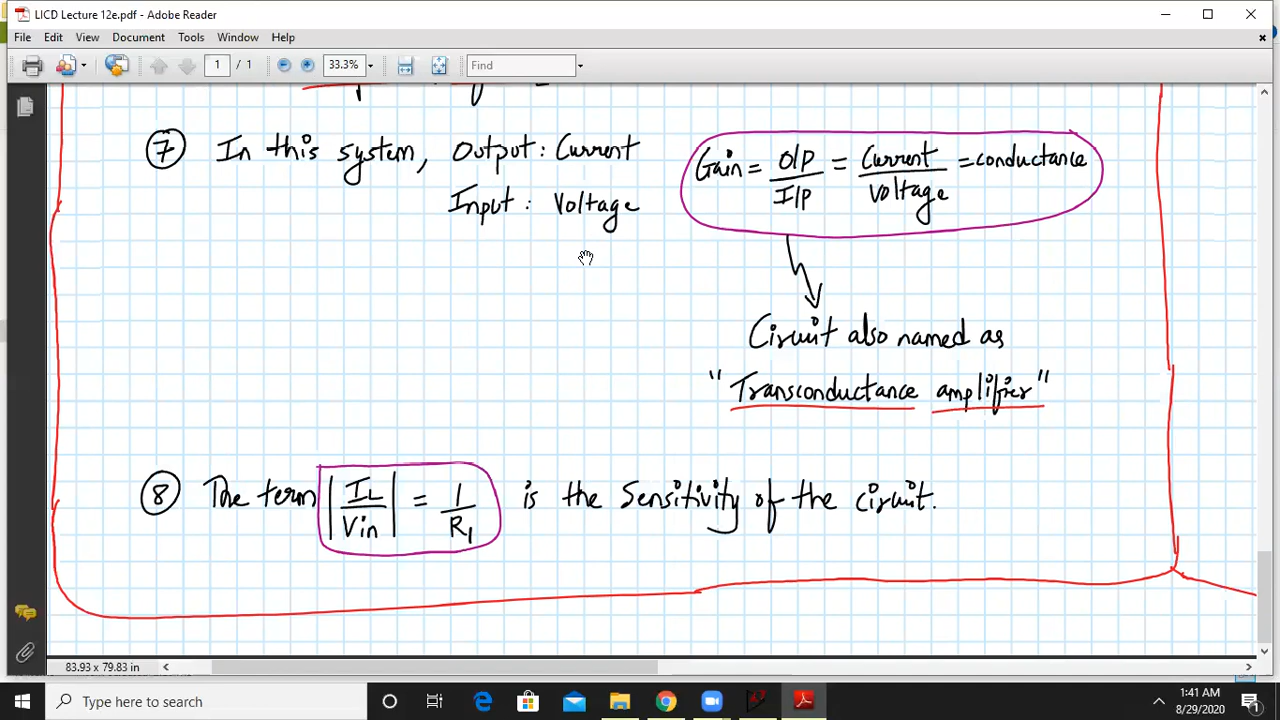 LICD Lecture 12e.pdf - Adobe Reader
File Edit View Document Tools Window Help
1 / 1 33.3% Find
⑦ In this system, Output : Current
Input : Voltage
Gain = O/P / I/P = Current / Voltage = conductance
Circuit also named as
"Transconductance amplifier"
⑧ The term |IL / Vin| = 1 / R1 is the Sensitivity of the circuit.
83.93 x 79.83 in
Type here to search
1:41 AM
8/29/2020